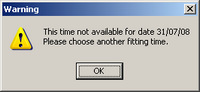 Warning
This time not available for date 31/07/08
Please choose another fitting time.
OK